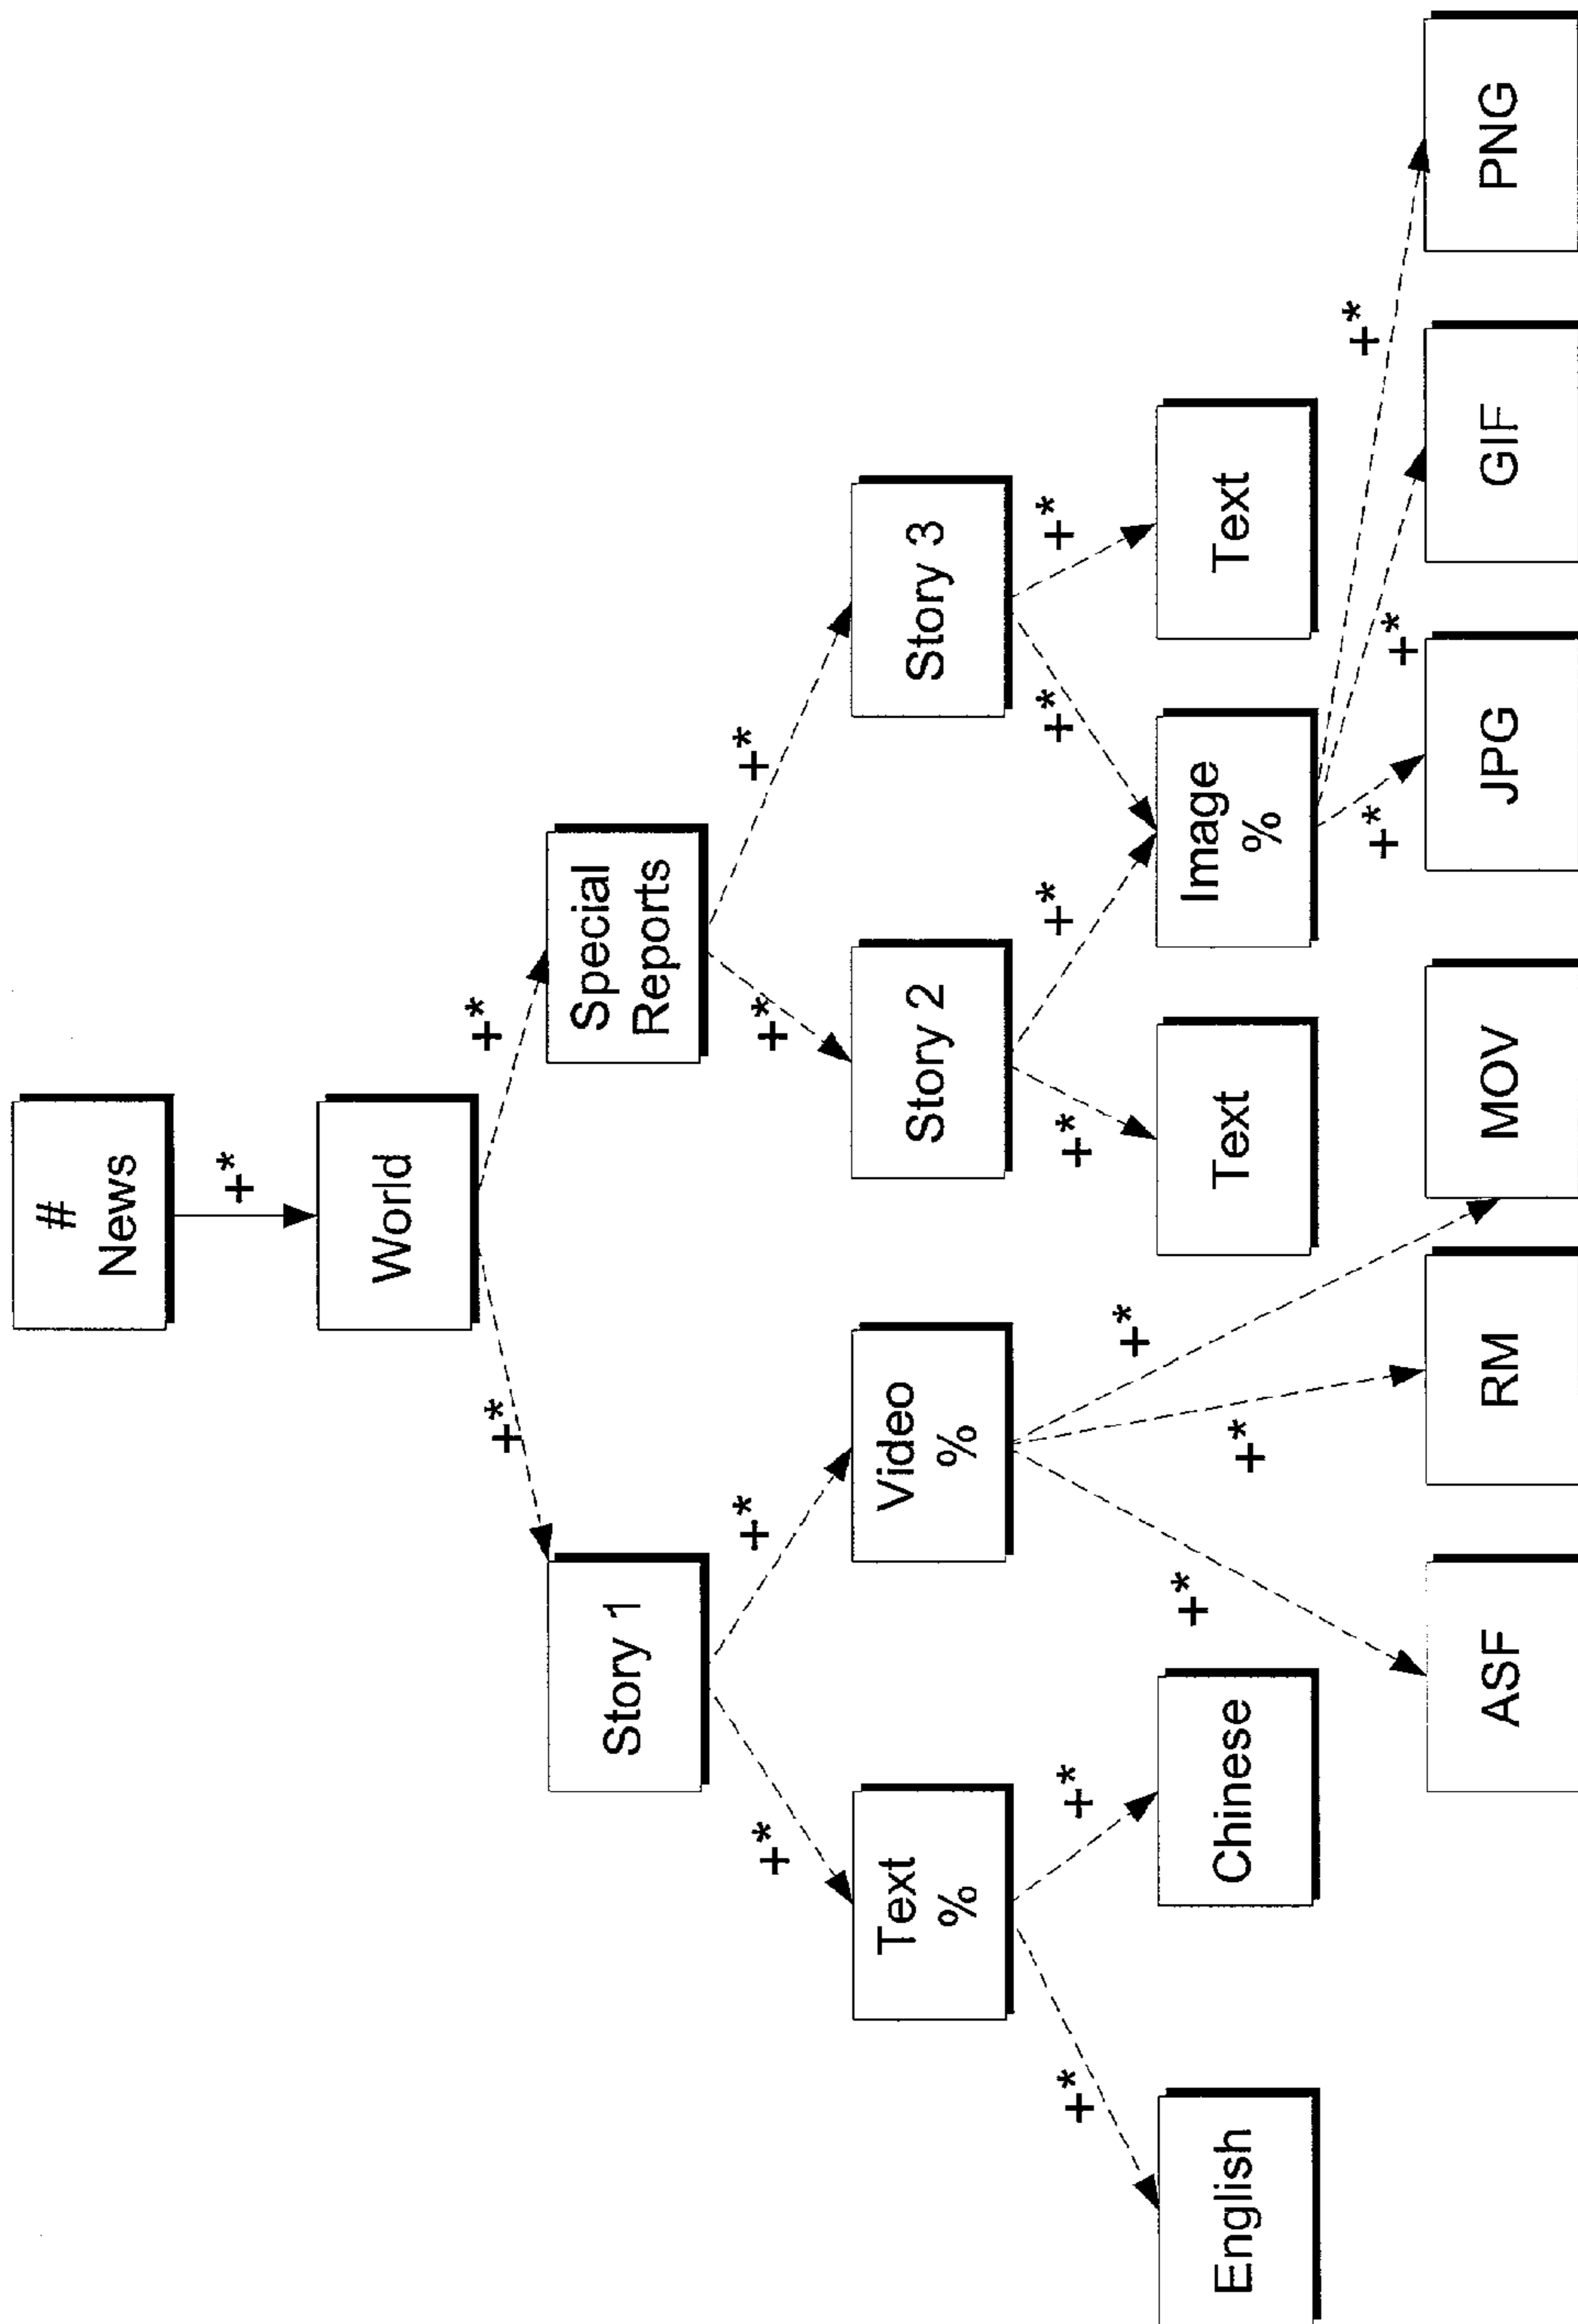 #
News
+*
World
+*
+*
Story 1
Special
Reports
+*
+*
+*
+*
Text
%
Video
%
Story 2
Story 3
+*
+*
+*
+*
+*
+*
+*
+*
+*
English
Chinese
Text
Image
%
Text
+*
+*
+*
ASF
RM
MOV
JPG
GIF
PNG